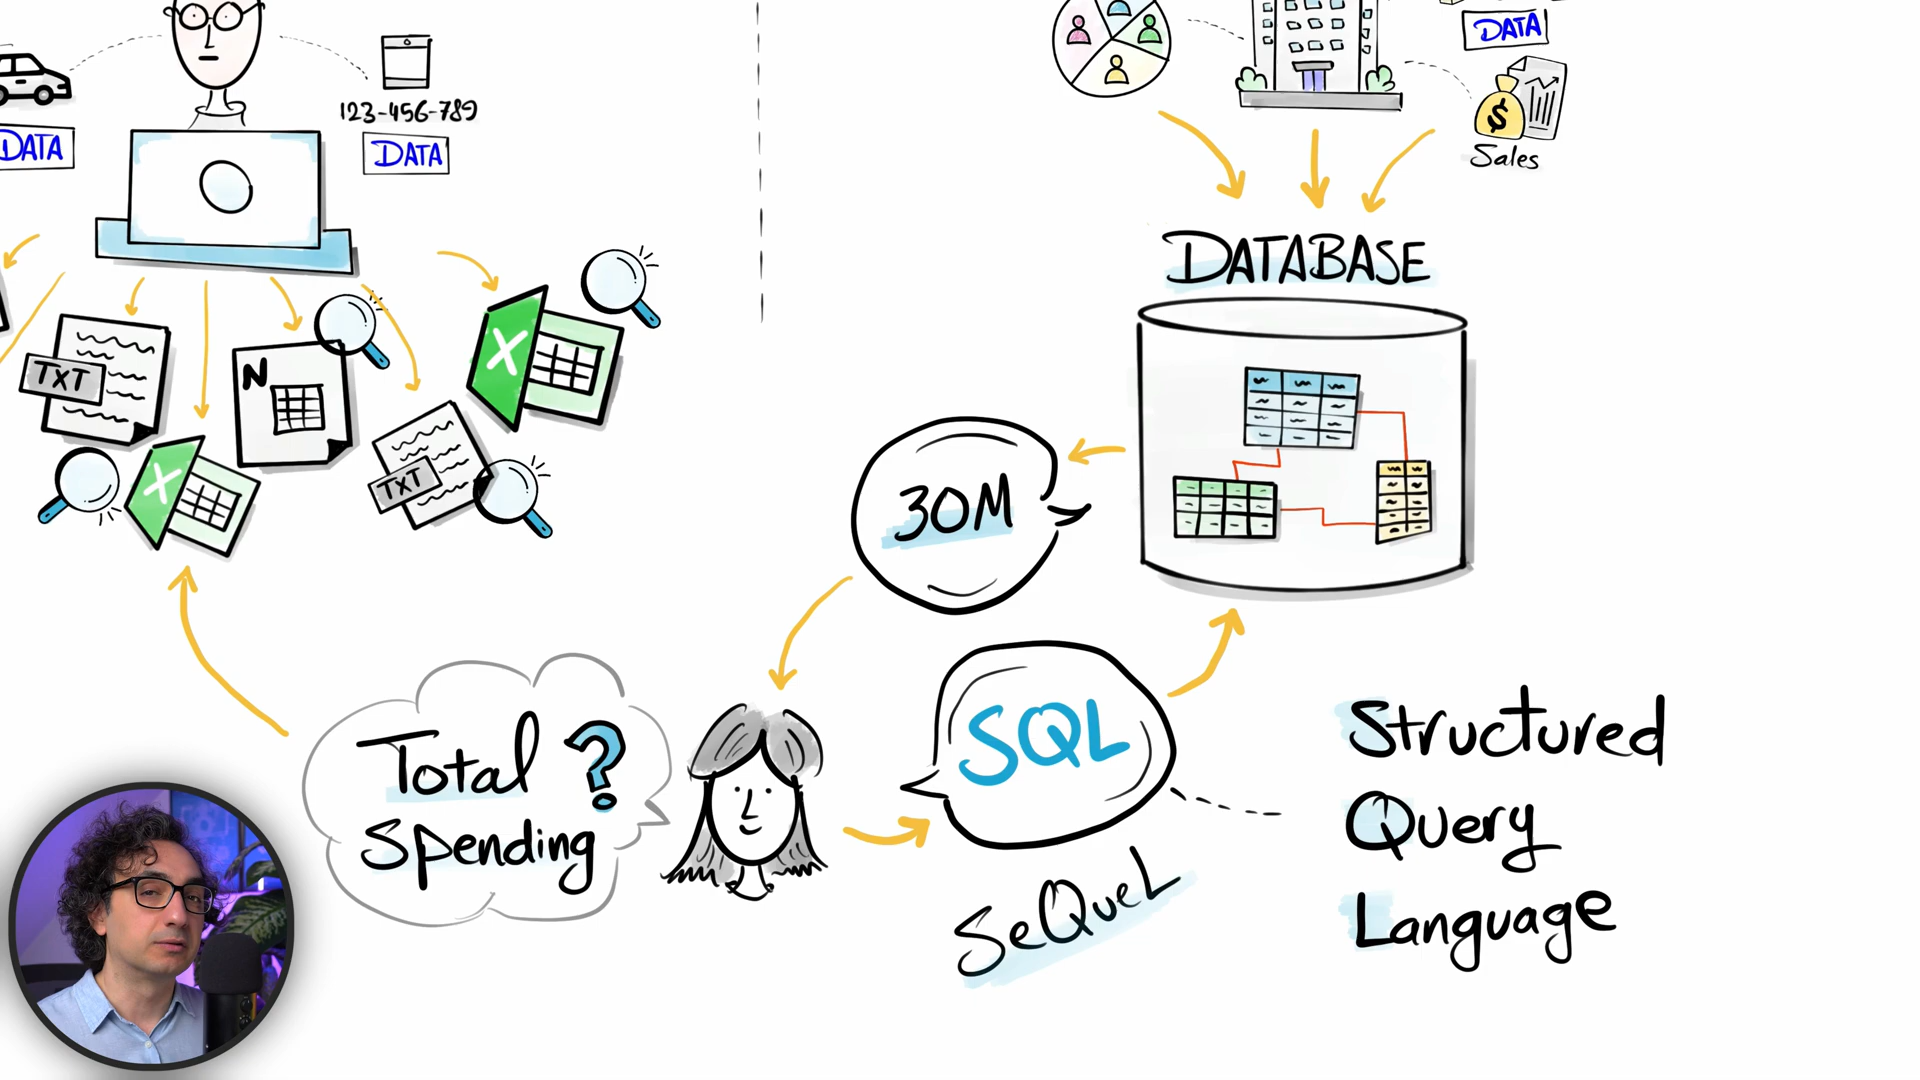 DATA
123-456-789
DATA
DATA
Sales
DATABASE
TXT
N
X
TXT
X
30M
Total ?
Spending
SQL
SeQueL
Structured
Query
Language